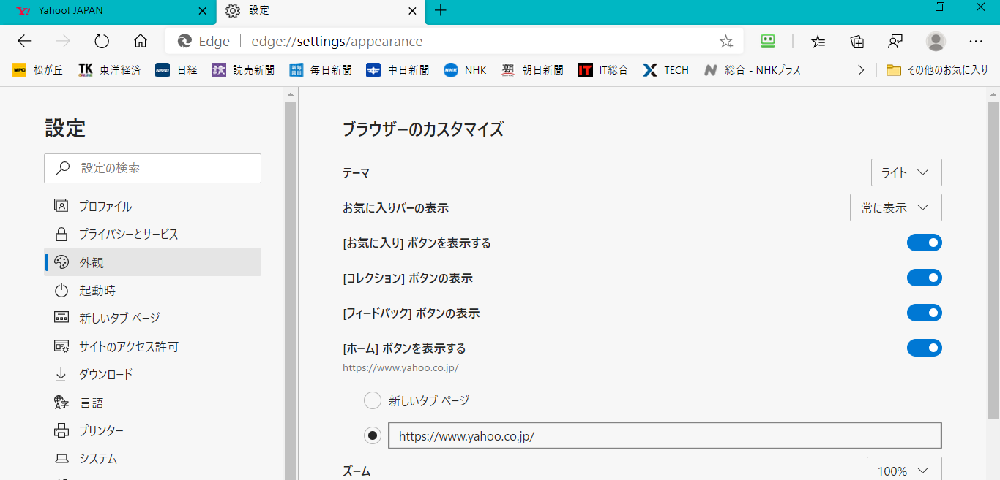 Yahoo! JAPAN
設定
Edge
edge://settings/appearance
松が丘
TK
ONLINE
東洋経済
日経
読売新聞
毎日新聞
中日新聞
NHK
NHK
朝日新聞
IT
IT総合
TECH
総合 - NHKプラス
その他のお気に入り
設定
設定の検索
プロファイル
プライバシーとサービス
外観
起動時
新しいタブ ページ
サイトのアクセス許可
ダウンロード
言語
プリンター
システム
ブラウザーのカスタマイズ
テーマ
ライト
お気に入りバーの表示
常に表示
[お気に入り] ボタンを表示する
[コレクション] ボタンの表示
[フィードバック] ボタンの表示
[ホーム] ボタンを表示する
https://www.yahoo.co.jp/
新しいタブ ページ
https://www.yahoo.co.jp/
ズーム
100%